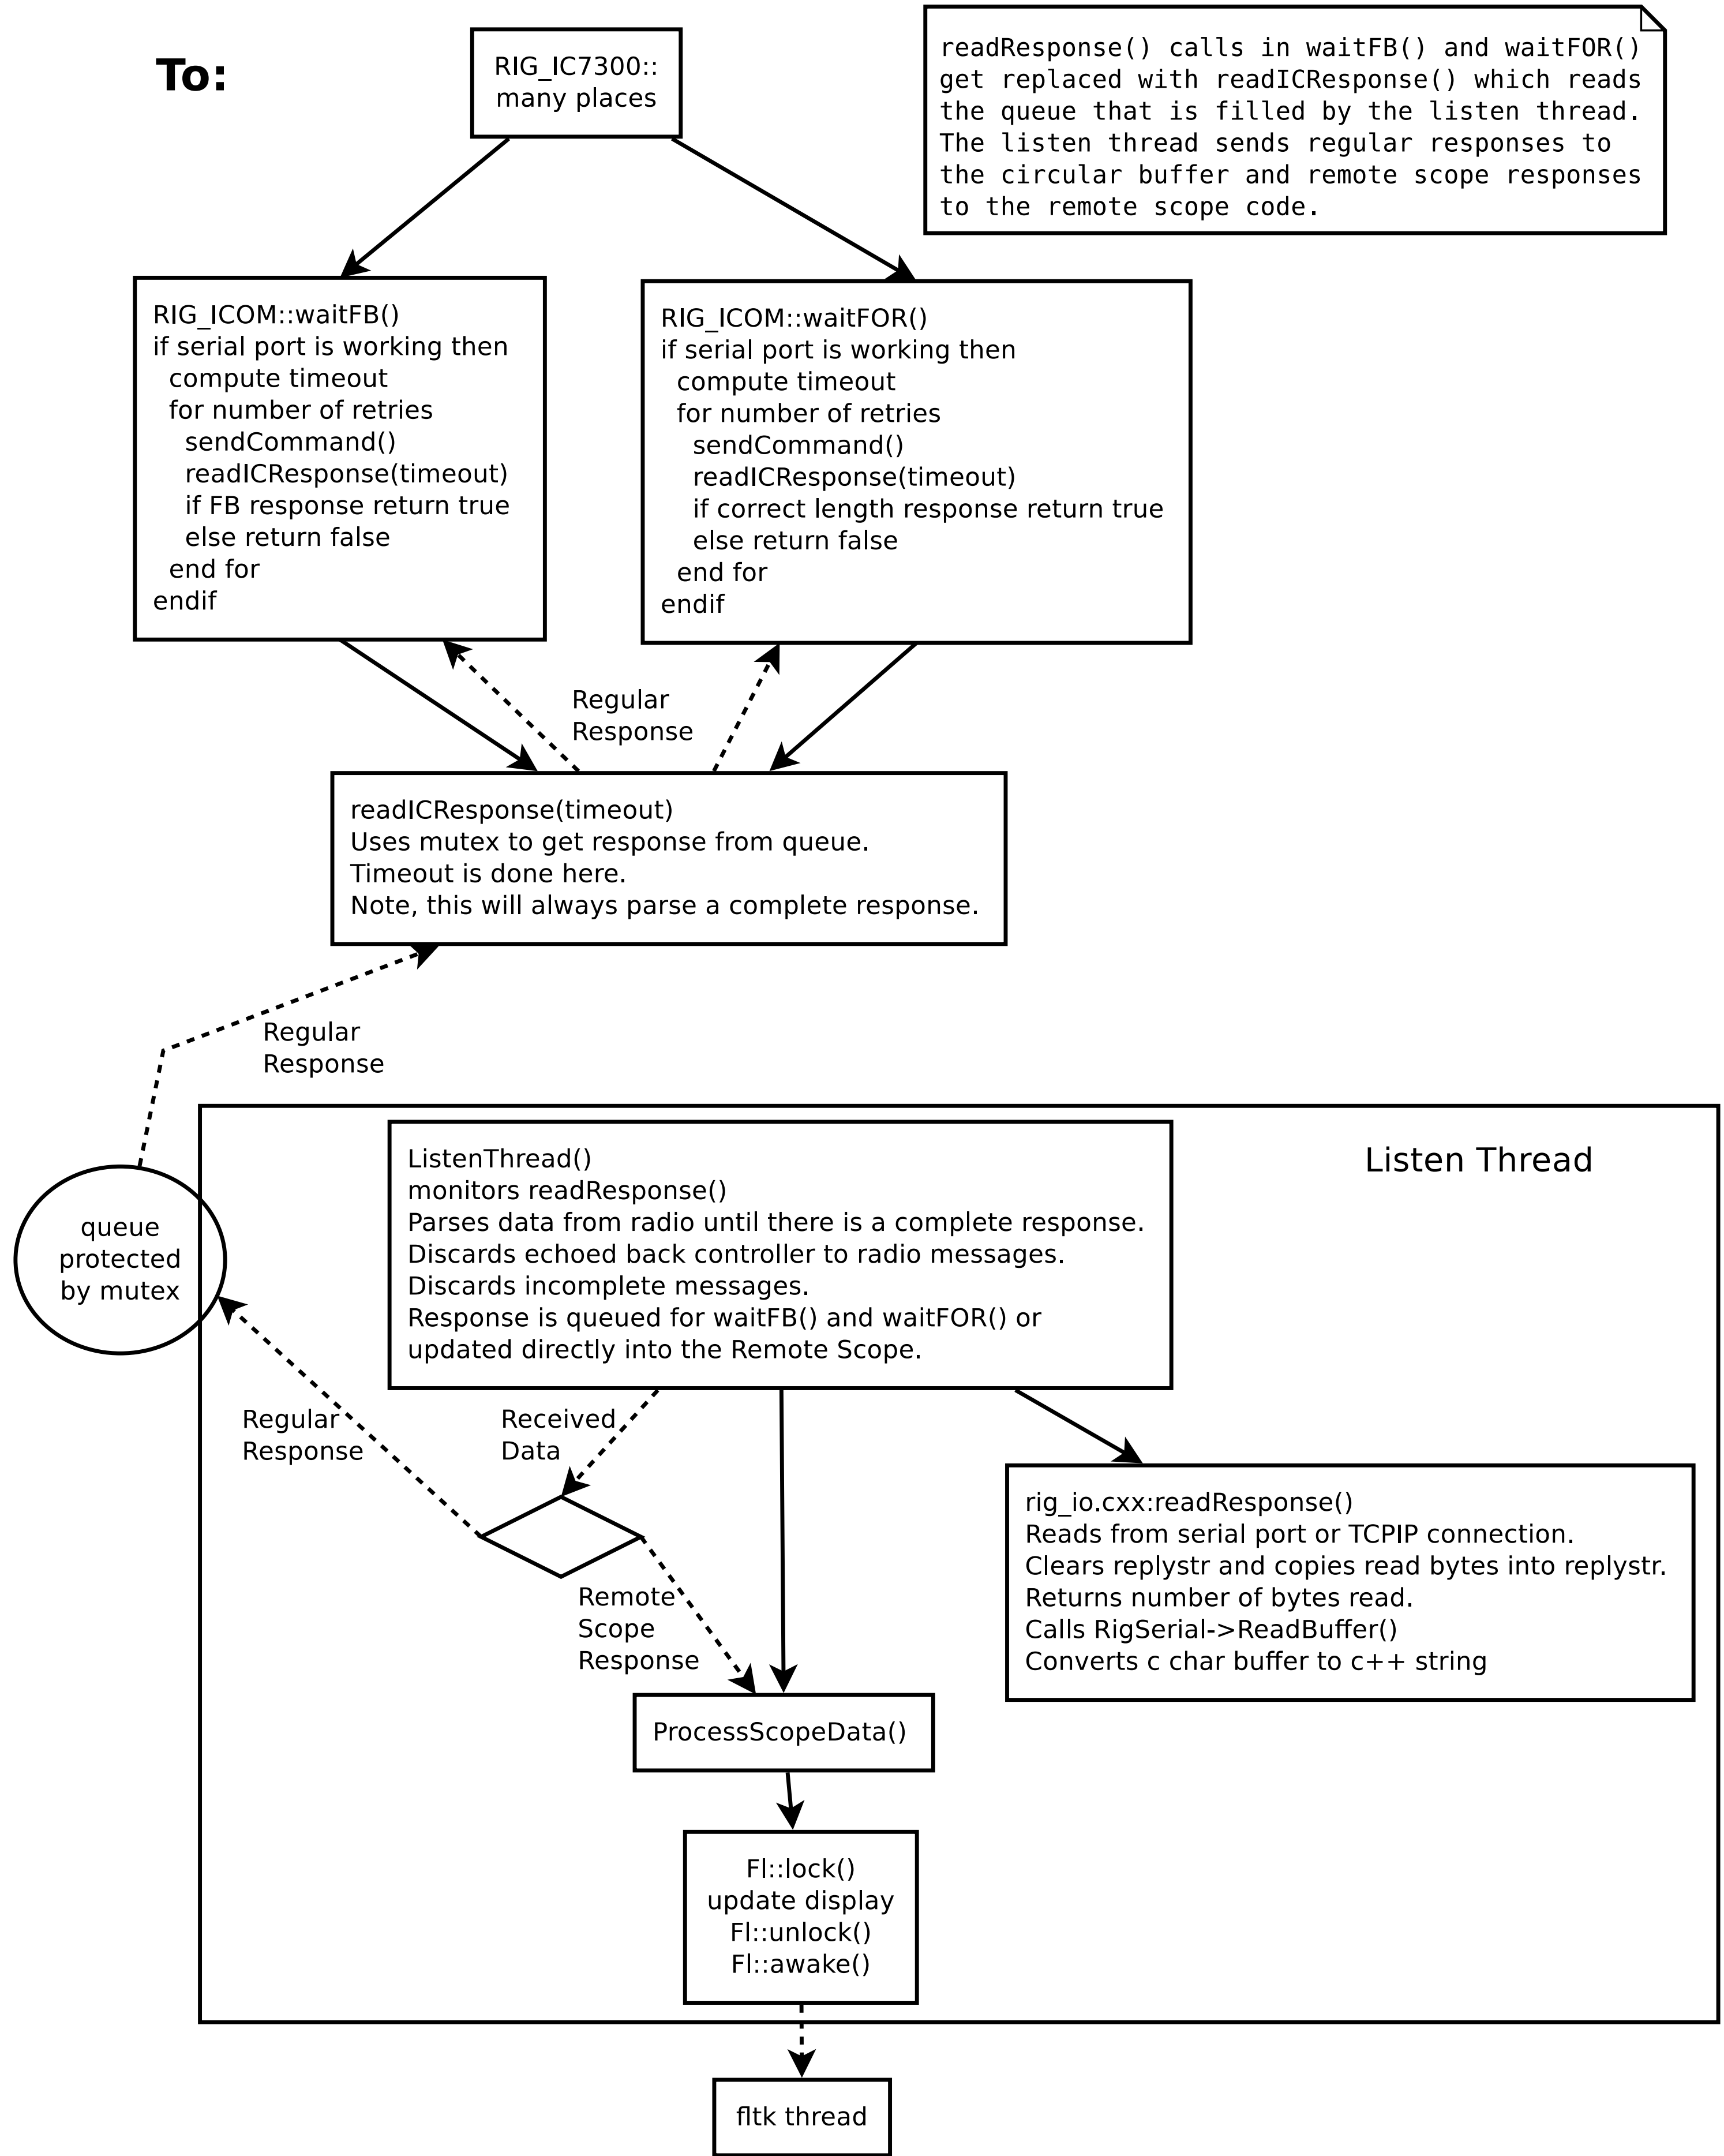 To:
RIG_IC7300::
many places
readResponse() calls in waitFB() and waitFOR()
get replaced with readICResponse() which reads
the queue that is filled by the listen thread.
The listen thread sends regular responses to
the circular buffer and remote scope responses
to the remote scope code.
RIG_ICOM::waitFB()
if serial port is working then
compute timeout
for number of retries
sendCommand()
readICResponse(timeout)
if FB response return true
else return false
end for
endif
RIG_ICOM::waitFOR()
if serial port is working then
compute timeout
for number of retries
sendCommand()
readICResponse(timeout)
if correct length response return true
else return false
end for
endif
Regular
Response
readICResponse(timeout)
Uses mutex to get response from queue.
Timeout is done here.
Note, this will always parse a complete response.
Regular
Response
Listen Thread
ListenThread()
monitors readResponse()
Parses data from radio until there is a complete response.
Discards echoed back controller to radio messages.
Discards incomplete messages.
Response is queued for waitFB() and waitFOR() or
updated directly into the Remote Scope.
queue
protected
by mutex
Regular
Response
Received
Data
rig_io.cxx:readResponse()
Reads from serial port or TCPIP connection.
Clears replystr and copies read bytes into replystr.
Returns number of bytes read.
Calls RigSerial->ReadBuffer()
Converts c char buffer to c++ string
Remote
Scope
Response
ProcessScopeData()
Fl::lock()
update display
Fl::unlock()
Fl::awake()
fltk thread